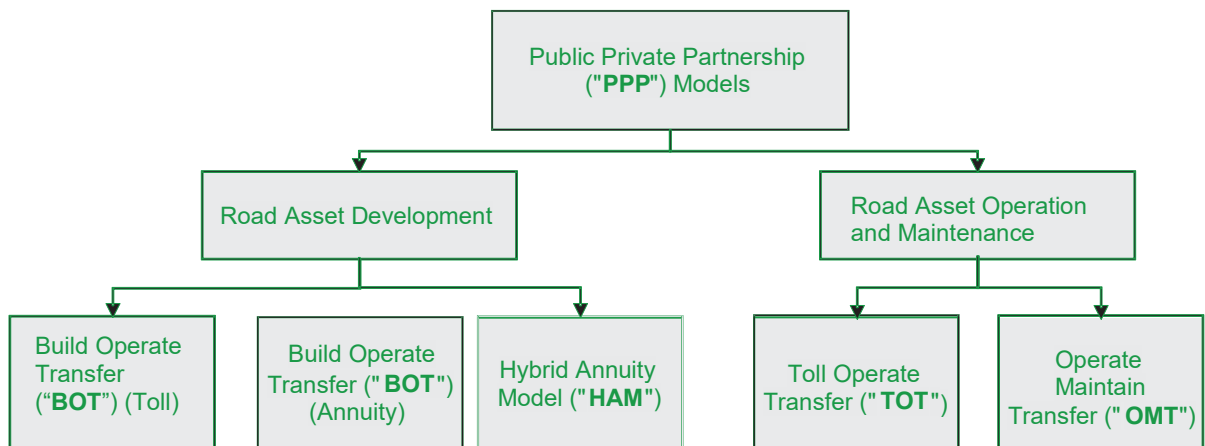 Public Private Partnership
("PPP") Models
Road Asset Development
Road Asset Operation
and Maintenance
Build Operate
Transfer
(“BOT”) (Toll)
Build Operate
Transfer ("BOT")
(Annuity)
Hybrid Annuity
Model ("HAM")
Toll Operate
Transfer ("TOT")
Operate
Maintain
Transfer ("OMT")